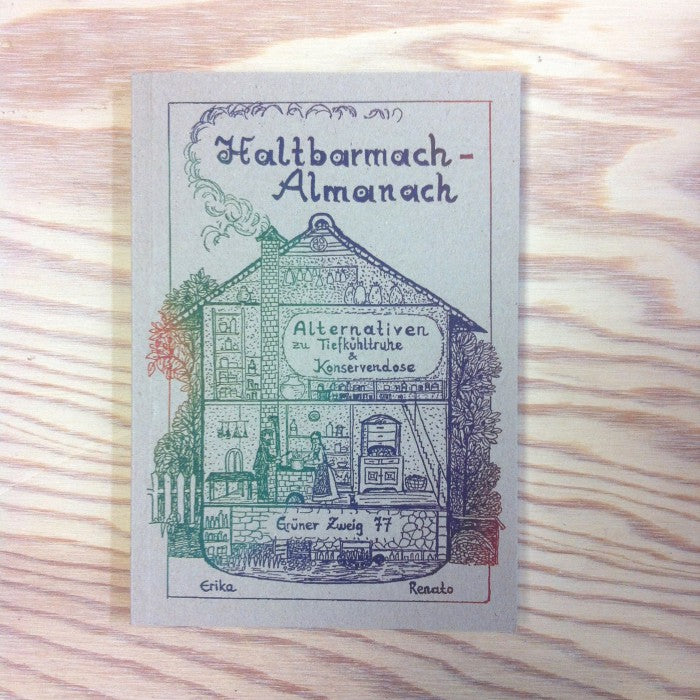 Haltbarmach-
Almanach
Alternativen
zu Tiefkühltruhe
&
Konservendose
Grüner Zweig 77
Erika
Renato